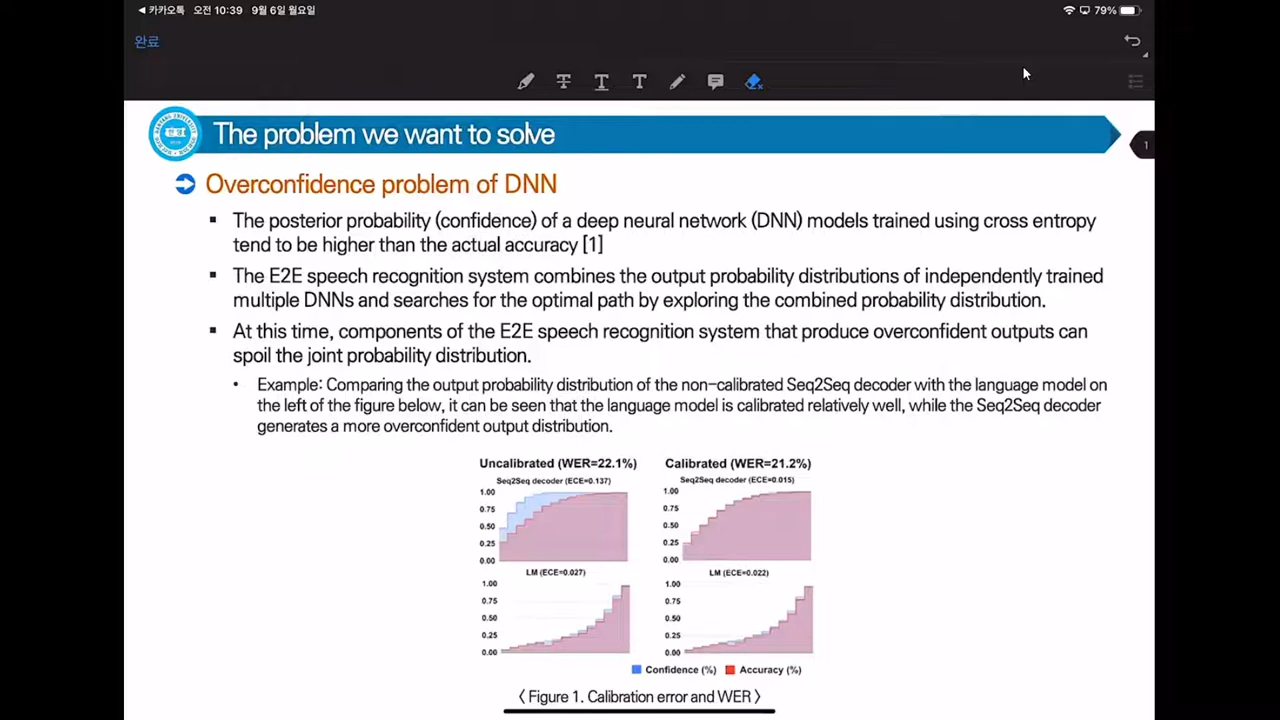 ◀ 카카오톡 오전 10:39 9월 6일 월요일
79%
완료
The problem we want to solve
1
Overconfidence problem of DNN
▪ The posterior probability (confidence) of a deep neural network (DNN) models trained using cross entropy
tend to be higher than the actual accuracy [1]
▪ The E2E speech recognition system combines the output probability distributions of independently trained
multiple DNNs and searches for the optimal path by exploring the combined probability distribution.
▪ At this time, components of the E2E speech recognition system that produce overconfident outputs can
spoil the joint probability distribution.
• Example: Comparing the output probability distribution of the non-calibrated Seq2Seq decoder with the language model on
the left of the figure below, it can be seen that the language model is calibrated relatively well, while the Seq2Seq decoder
generates a more overconfident output distribution.
Uncalibrated (WER=22.1%)
Seq2Seq decoder (ECE=0.137)
1.00
0.75
0.50
0.25
0.00
LM (ECE=0.027)
1.00
0.75
0.50
0.25
0.00
Calibrated (WER=21.2%)
Seq2Seq decoder (ECE=0.015)
1.00
0.75
0.50
0.25
0.00
LM (ECE=0.022)
1.00
0.75
0.50
0.25
0.00
Confidence (%) Accuracy (%)
〈 Figure 1. Calibration error and WER 〉